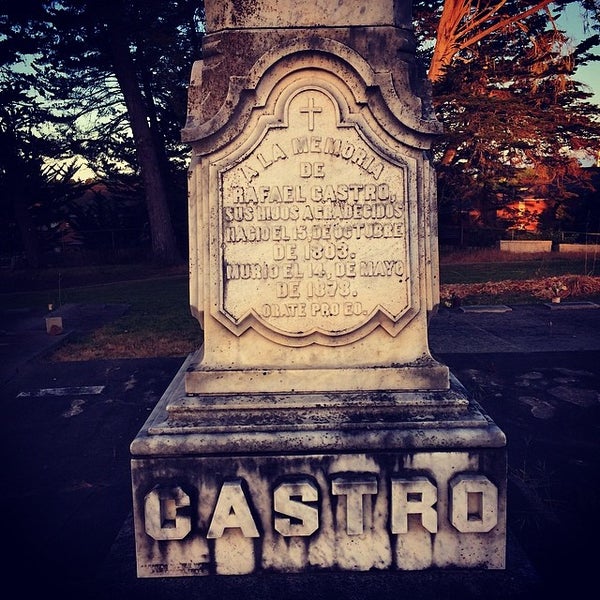 A LA MEMORIA
DE
RAFAEL CASTRO,
SUS HIJOS AGRADECIDOS
NACIO EL 15 DE OCTUBRE
DE 1803.
MURIO EL 14, DE MAYO
DE 1878.
ORATE PRO EO.
CASTRO